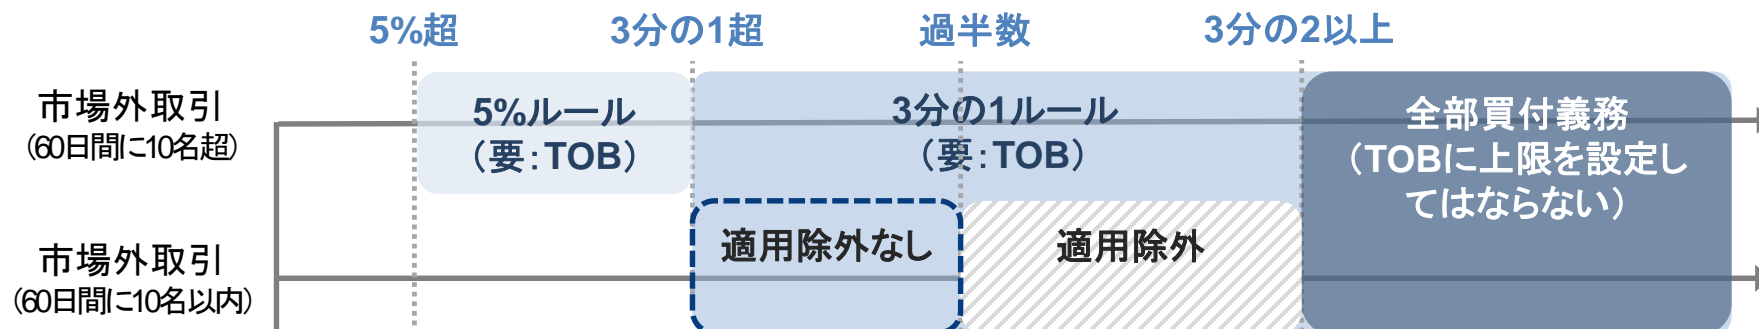 5%超 3分の1超 過半数 3分の2以上
市場外取引
(60日間に10名超)
5%ルール
(要:TOB)
3分の1ルール
(要:TOB)
全部買付義務
(TOBに上限を設定し
てはならない)
市場外取引
(60日間に10名以内)
適用除外なし
適用除外